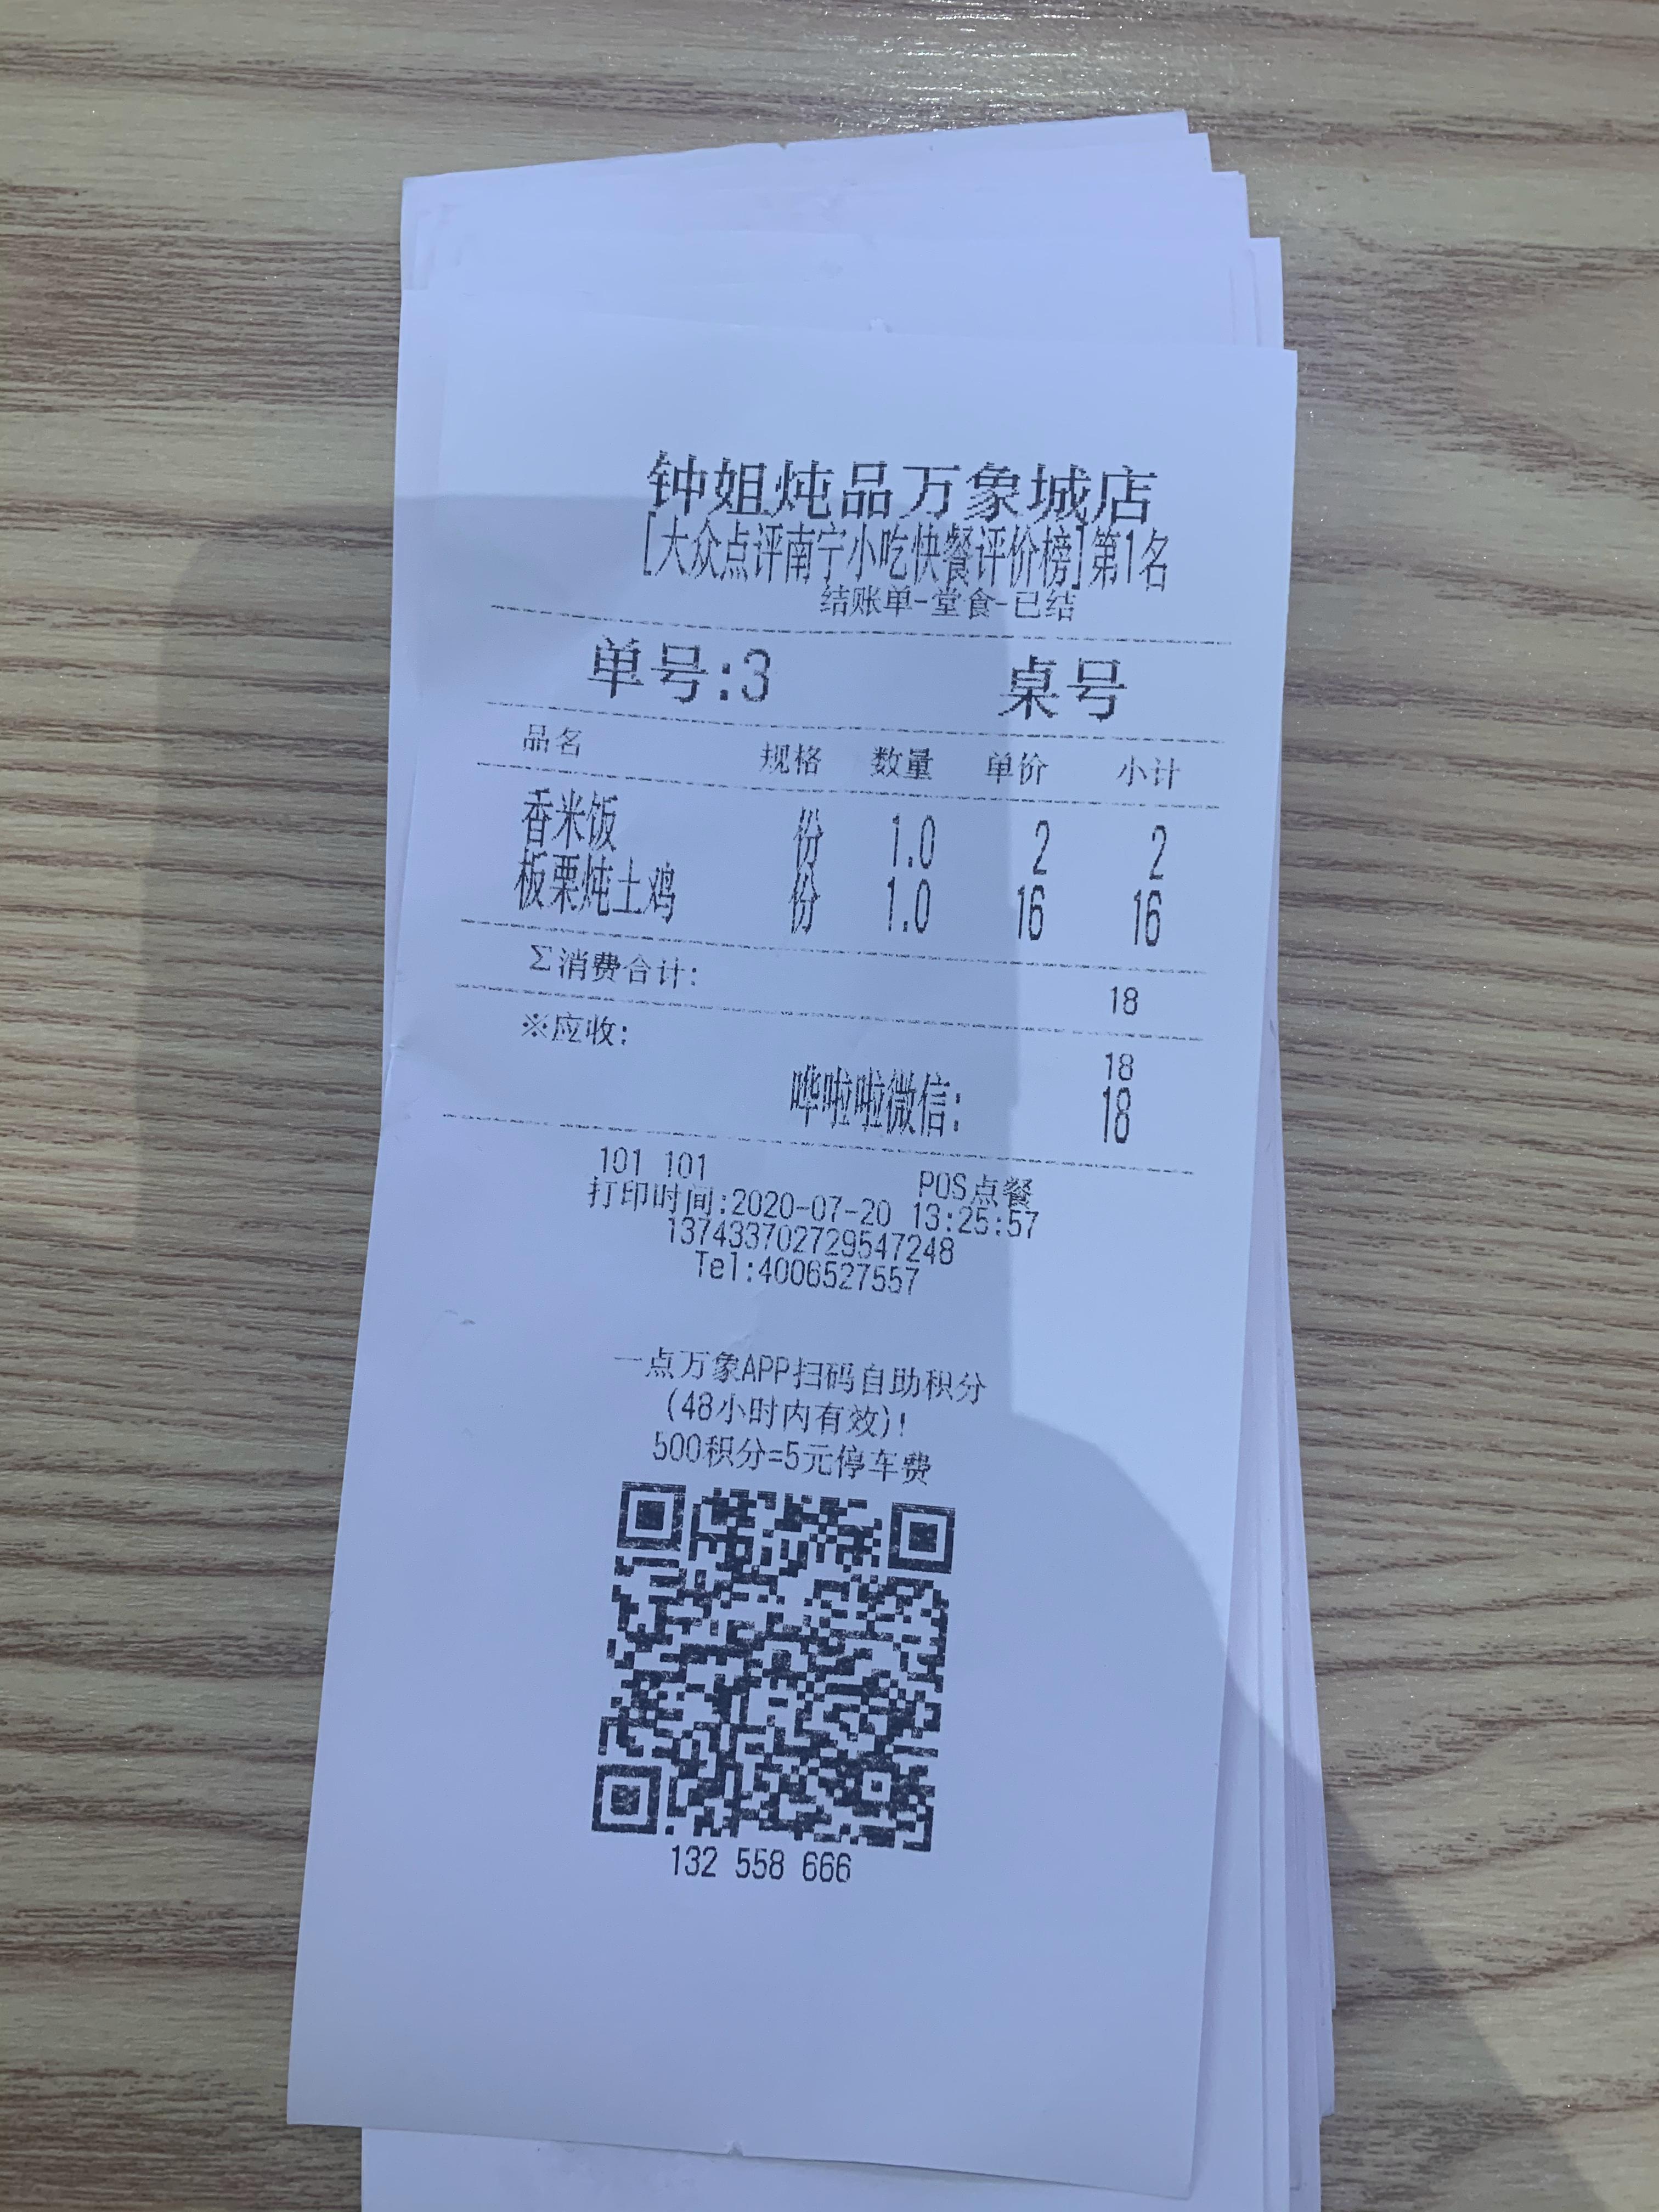 钟姐炖品万象城店
[大众点评南宁小吃快餐评价榜]第1名
结账单-堂食-已结
单号:3 桌号
品名 规格 数量 单价 小计
香米饭 份 1.0 2 2
板栗炖土鸡 份 1.0 16 16
Σ消费合计: 18
※应收: 18
哗啦啦微信: 18
101 101 POS点餐
打印时间:2020-07-20 13:25:57
137433702729547248
Tel:4006527557
一点万象APP扫码自助积分
(48小时内有效)!
500积分=5元停车费
132 558 666